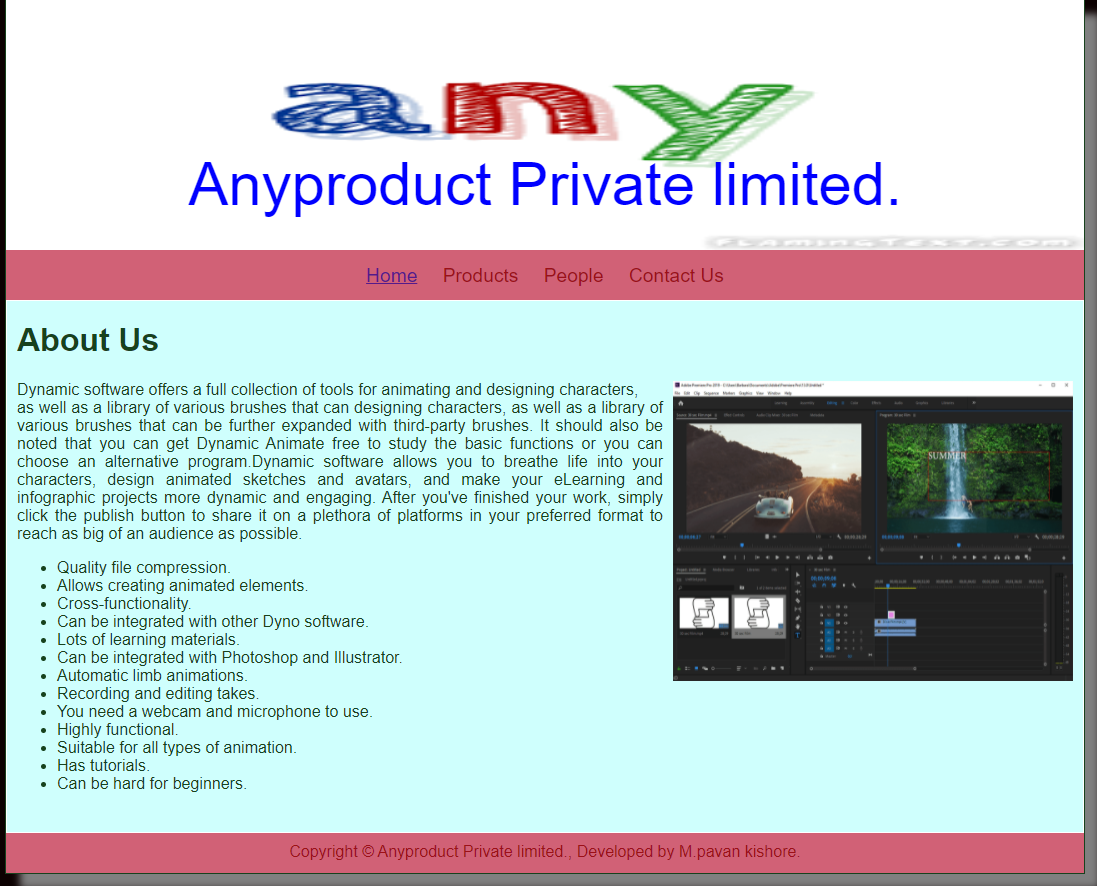 any
Anyproduct Private limited.
FLAMINGTEXT.COM
Home Products People Contact Us
About Us
Dynamic software offers a full collection of tools for animating and designing characters,
as well as a library of various brushes that can designing characters, as well as a library of
various brushes that can be further expanded with third-party brushes. It should also be
noted that you can get Dynamic Animate free to study the basic functions or you can
choose an alternative program.Dynamic software allows you to breathe life into your
characters, design animated sketches and avatars, and make your eLearning and
infographic projects more dynamic and engaging. After you've finished your work, simply
click the publish button to share it on a plethora of platforms in your preferred format to
reach as big of an audience as possible.
SUMMER
• Quality file compression.
• Allows creating animated elements.
• Cross-functionality.
• Can be integrated with other Dyno software.
• Lots of learning materials.
• Can be integrated with Photoshop and Illustrator.
• Automatic limb animations.
• Recording and editing takes.
• You need a webcam and microphone to use.
• Highly functional.
• Suitable for all types of animation.
• Has tutorials.
• Can be hard for beginners.
Copyright © Anyproduct Private limited., Developed by M.pavan kishore.